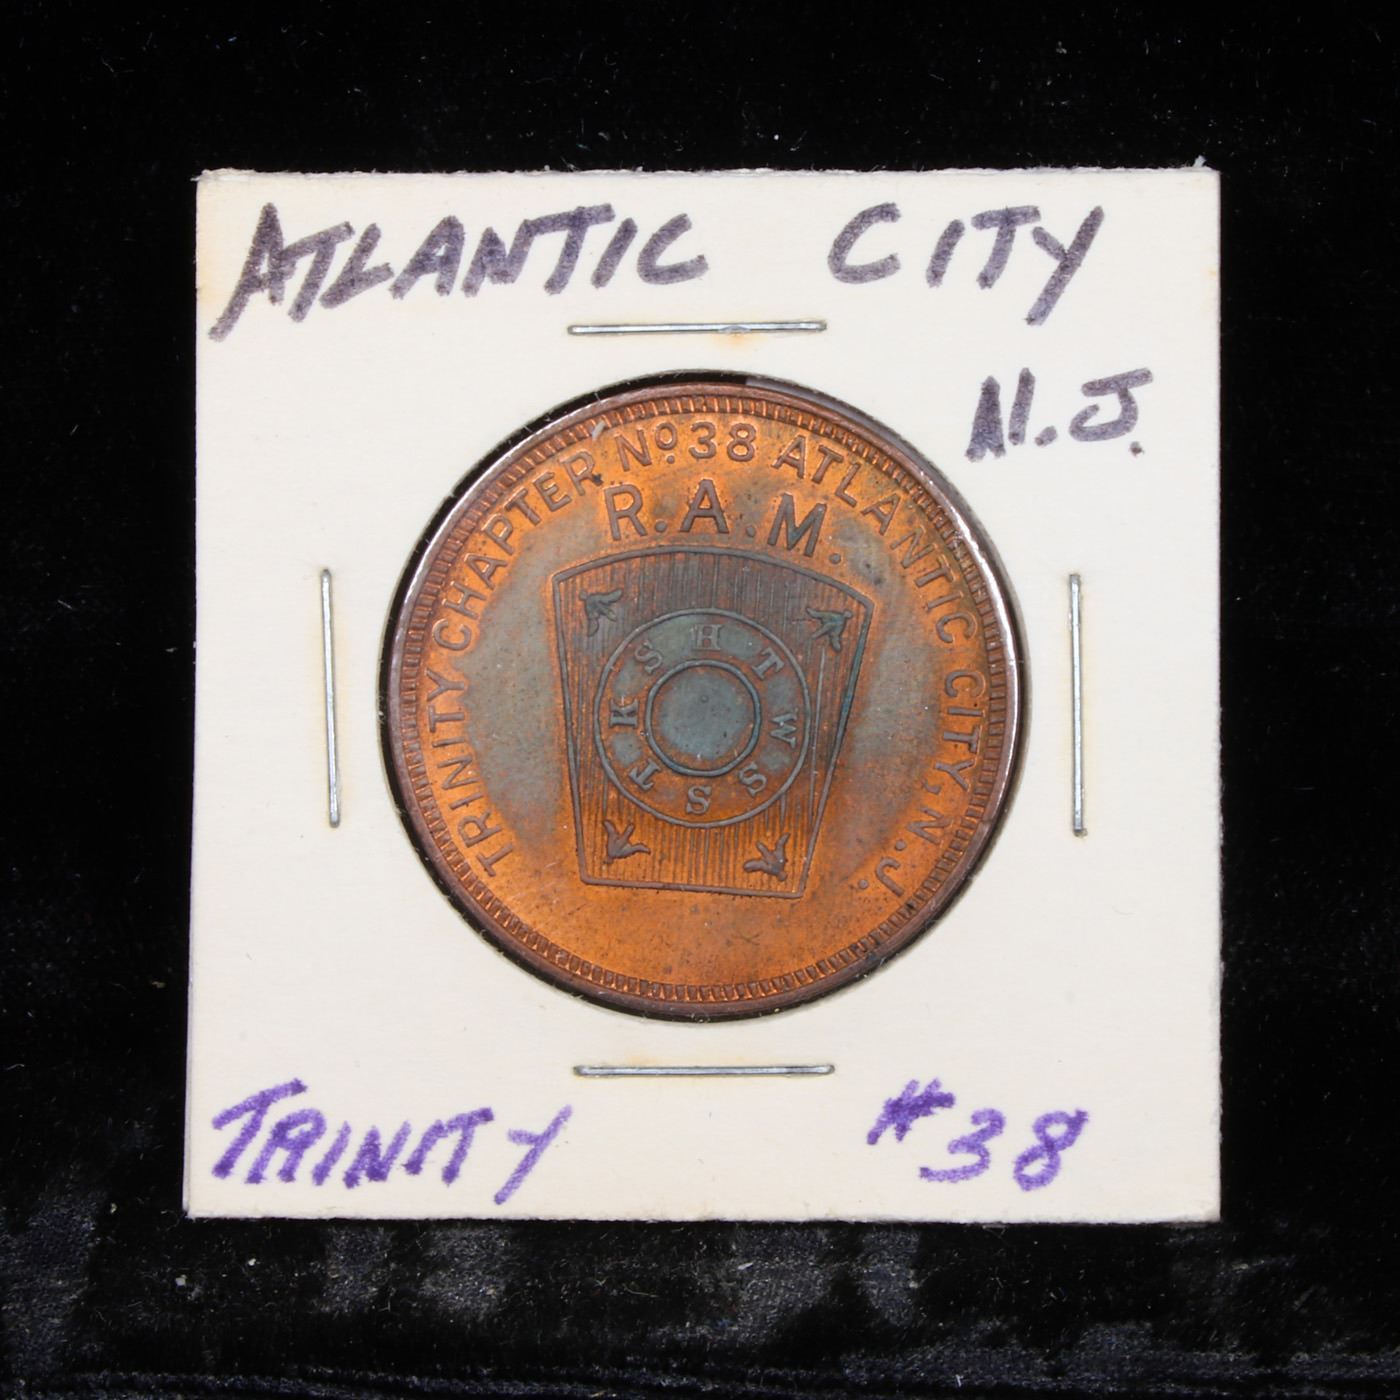 ATLANTIC CITY
N.J.
TRINITY CHAPTER No. 38 ATLANTIC CITY, N.J.
R.A.M.
H T W S S T K S
TRINITY #38